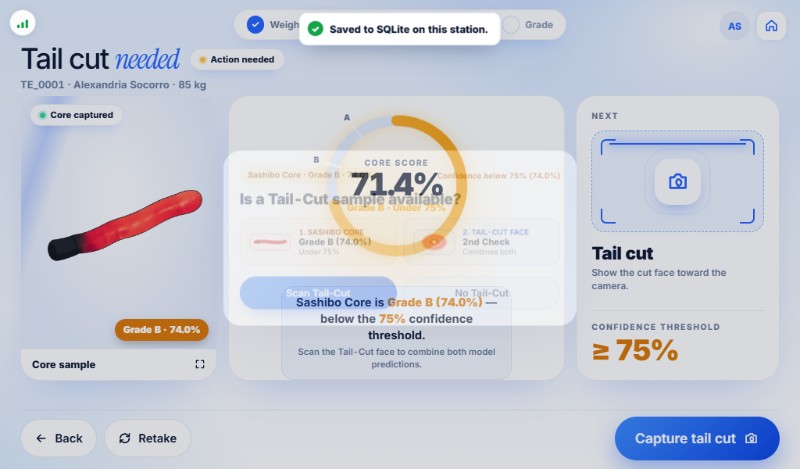 Weigh
Saved to SQLite on this station.
Grade
AS
Tail cut needed
Action needed
TE_0001 · Alexandria Socorro · 85 kg
Core captured
Grade B · 74.0%
Core sample
A
B
CORE SCORE
71.4%
Grade B · Under 75%
Sashibo Core · Grade B · 7
Confidence below 75% (74.0%)
Is a Tail-Cut sample available?
1. SASHIBO CORE
Grade B (74.0%)
Under 75%
2. TAIL-CUT FACE
2nd Check
Combines both
Scan Tail-Cut
No Tail-Cut
Sashibo Core is Grade B (74.0%) —
below the 75% confidence
threshold.
Scan the Tail-Cut face to combine both model
predictions.
NEXT
Tail cut
Show the cut face toward the
camera.
CONFIDENCE THRESHOLD
≥ 75%
Back
Retake
Capture tail cut